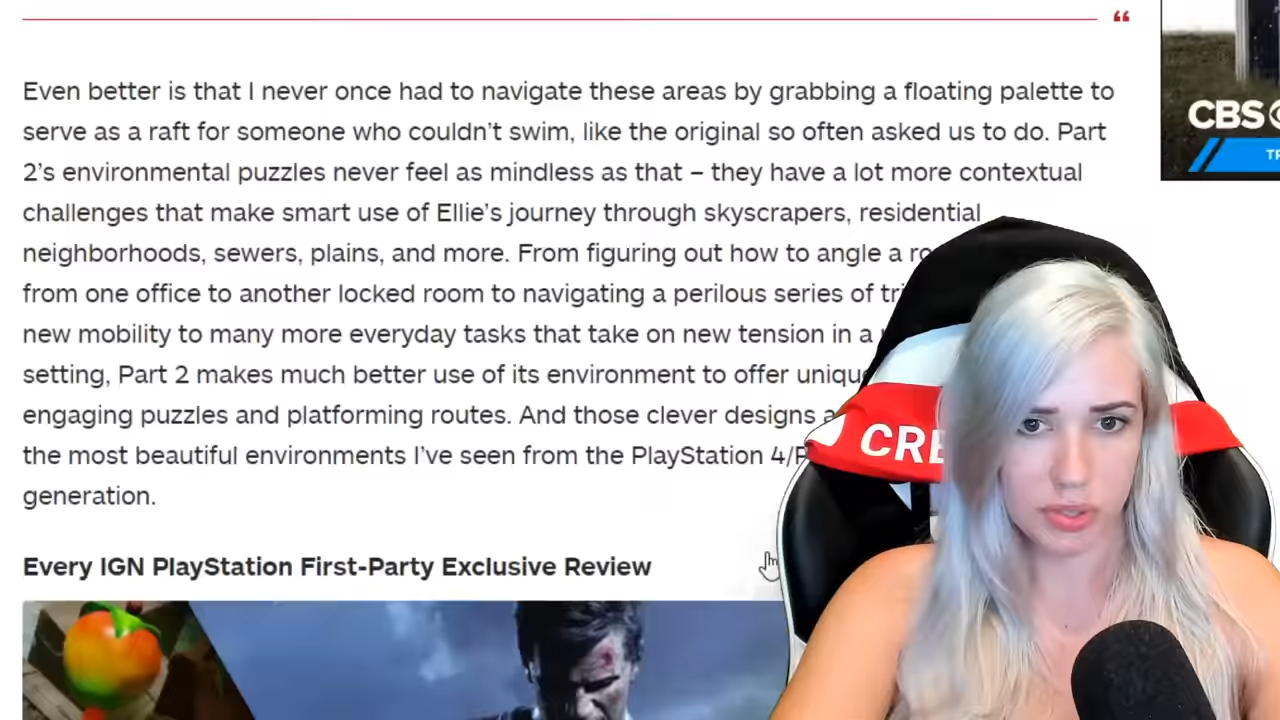 “
Even better is that I never once had to navigate these areas by grabbing a floating palette to
serve as a raft for someone who couldn’t swim, like the original so often asked us to do. Part
2’s environmental puzzles never feel as mindless as that – they have a lot more contextual
challenges that make smart use of Ellie’s journey through skyscrapers, residential
neighborhoods, sewers, plains, and more. From figuring out how to angle a
from one office to another locked room to navigating a perilous series of
new mobility to many more everyday tasks that take on new tension in a
setting, Part 2 makes much better use of its environment to offer
engaging puzzles and platforming routes. And those clever designs
the most beautiful environments I’ve seen from the PlayStation 4/
generation.
Every IGN PlayStation First-Party Exclusive Review
CBS
CRE